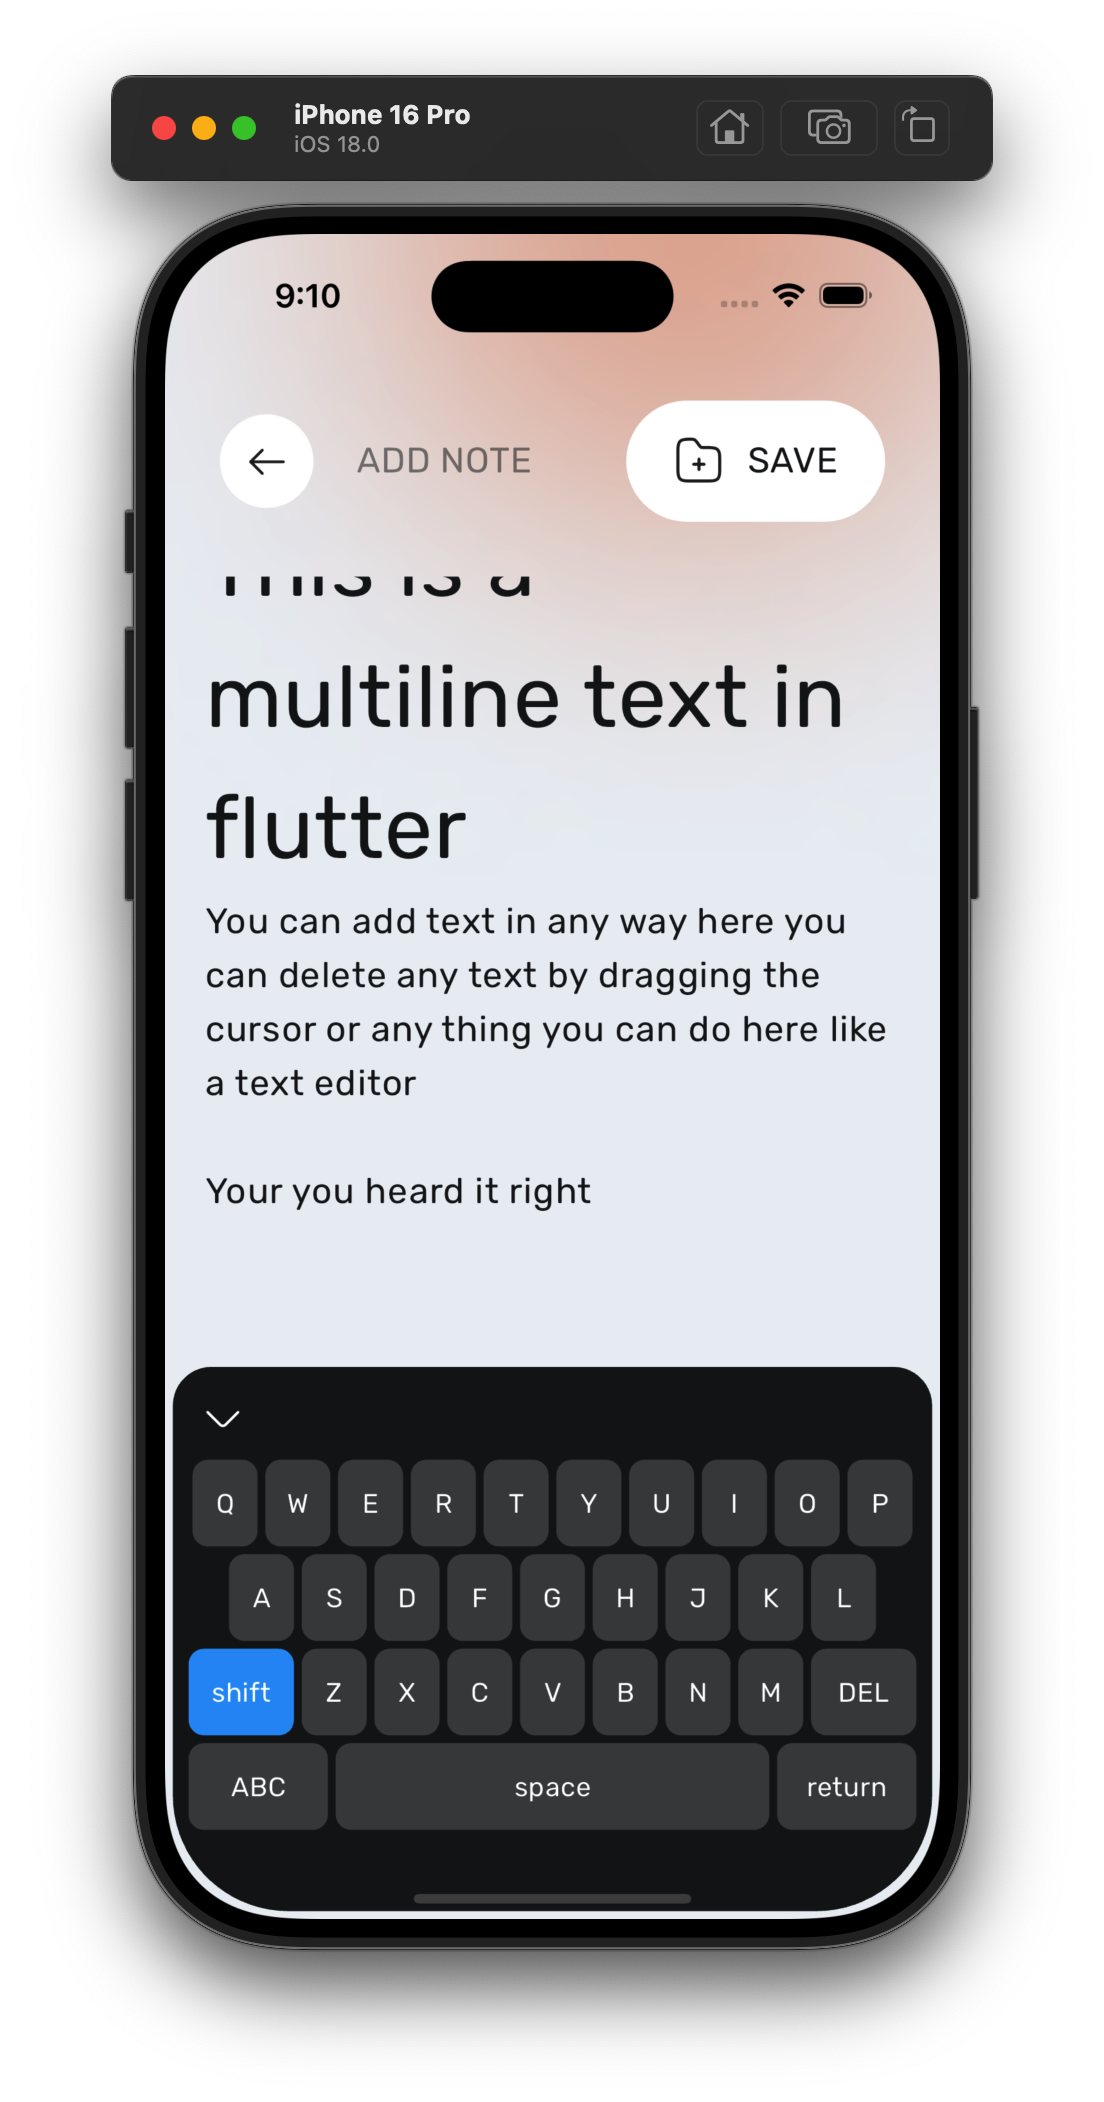 iPhone 16 Pro
iOS 18.0
9:10
ADD NOTE
SAVE
This is a
multiline text in
flutter
You can add text in any way here you
can delete any text by dragging the
cursor or any thing you can do here like
a text editor
Your you heard it right
Q W E R T Y U I O P
A S D F G H J K L
shift Z X C V B N M DEL
ABC space return